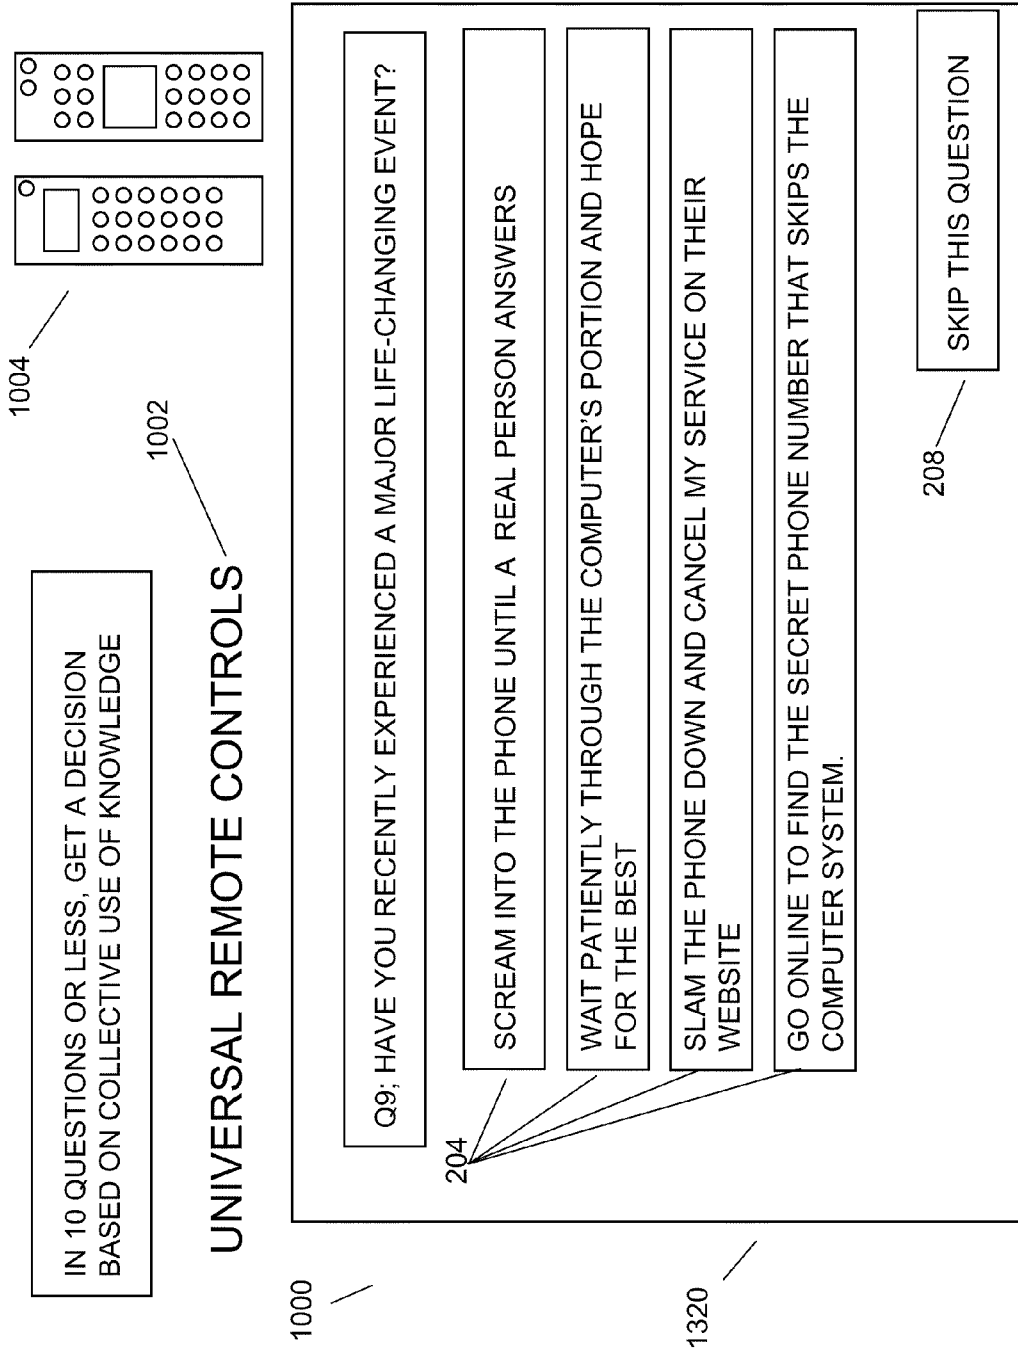 IN 10 QUESTIONS OR LESS, GET A DECISION
BASED ON COLLECTIVE USE OF KNOWLEDGE
1004
UNIVERSAL REMOTE CONTROLS
1002
1000
Q9; HAVE YOU RECENTLY EXPERIENCED A MAJOR LIFE-CHANGING EVENT?
204
SCREAM INTO THE PHONE UNTIL A REAL PERSON ANSWERS
WAIT PATIENTLY THROUGH THE COMPUTER'S PORTION AND HOPE
FOR THE BEST
SLAM THE PHONE DOWN AND CANCEL MY SERVICE ON THEIR
WEBSITE
GO ONLINE TO FIND THE SECRET PHONE NUMBER THAT SKIPS THE
COMPUTER SYSTEM.
1320
208
SKIP THIS QUESTION